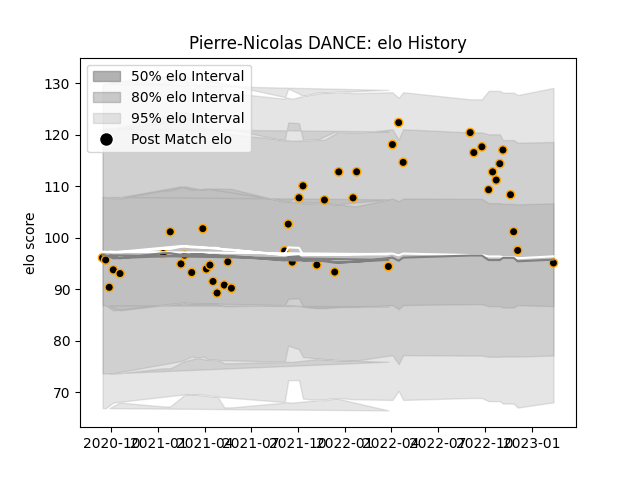 Pierre-Nicolas DANCE: elo History
50% elo Interval
80% elo Interval
95% elo Interval
Post Match elo
elo score
130
120
110
100
90
80
70
2020-10 2021-01 2021-04 2021-07 2021-10 2022-01 2022-04 2022-07 2022-10 2023-01